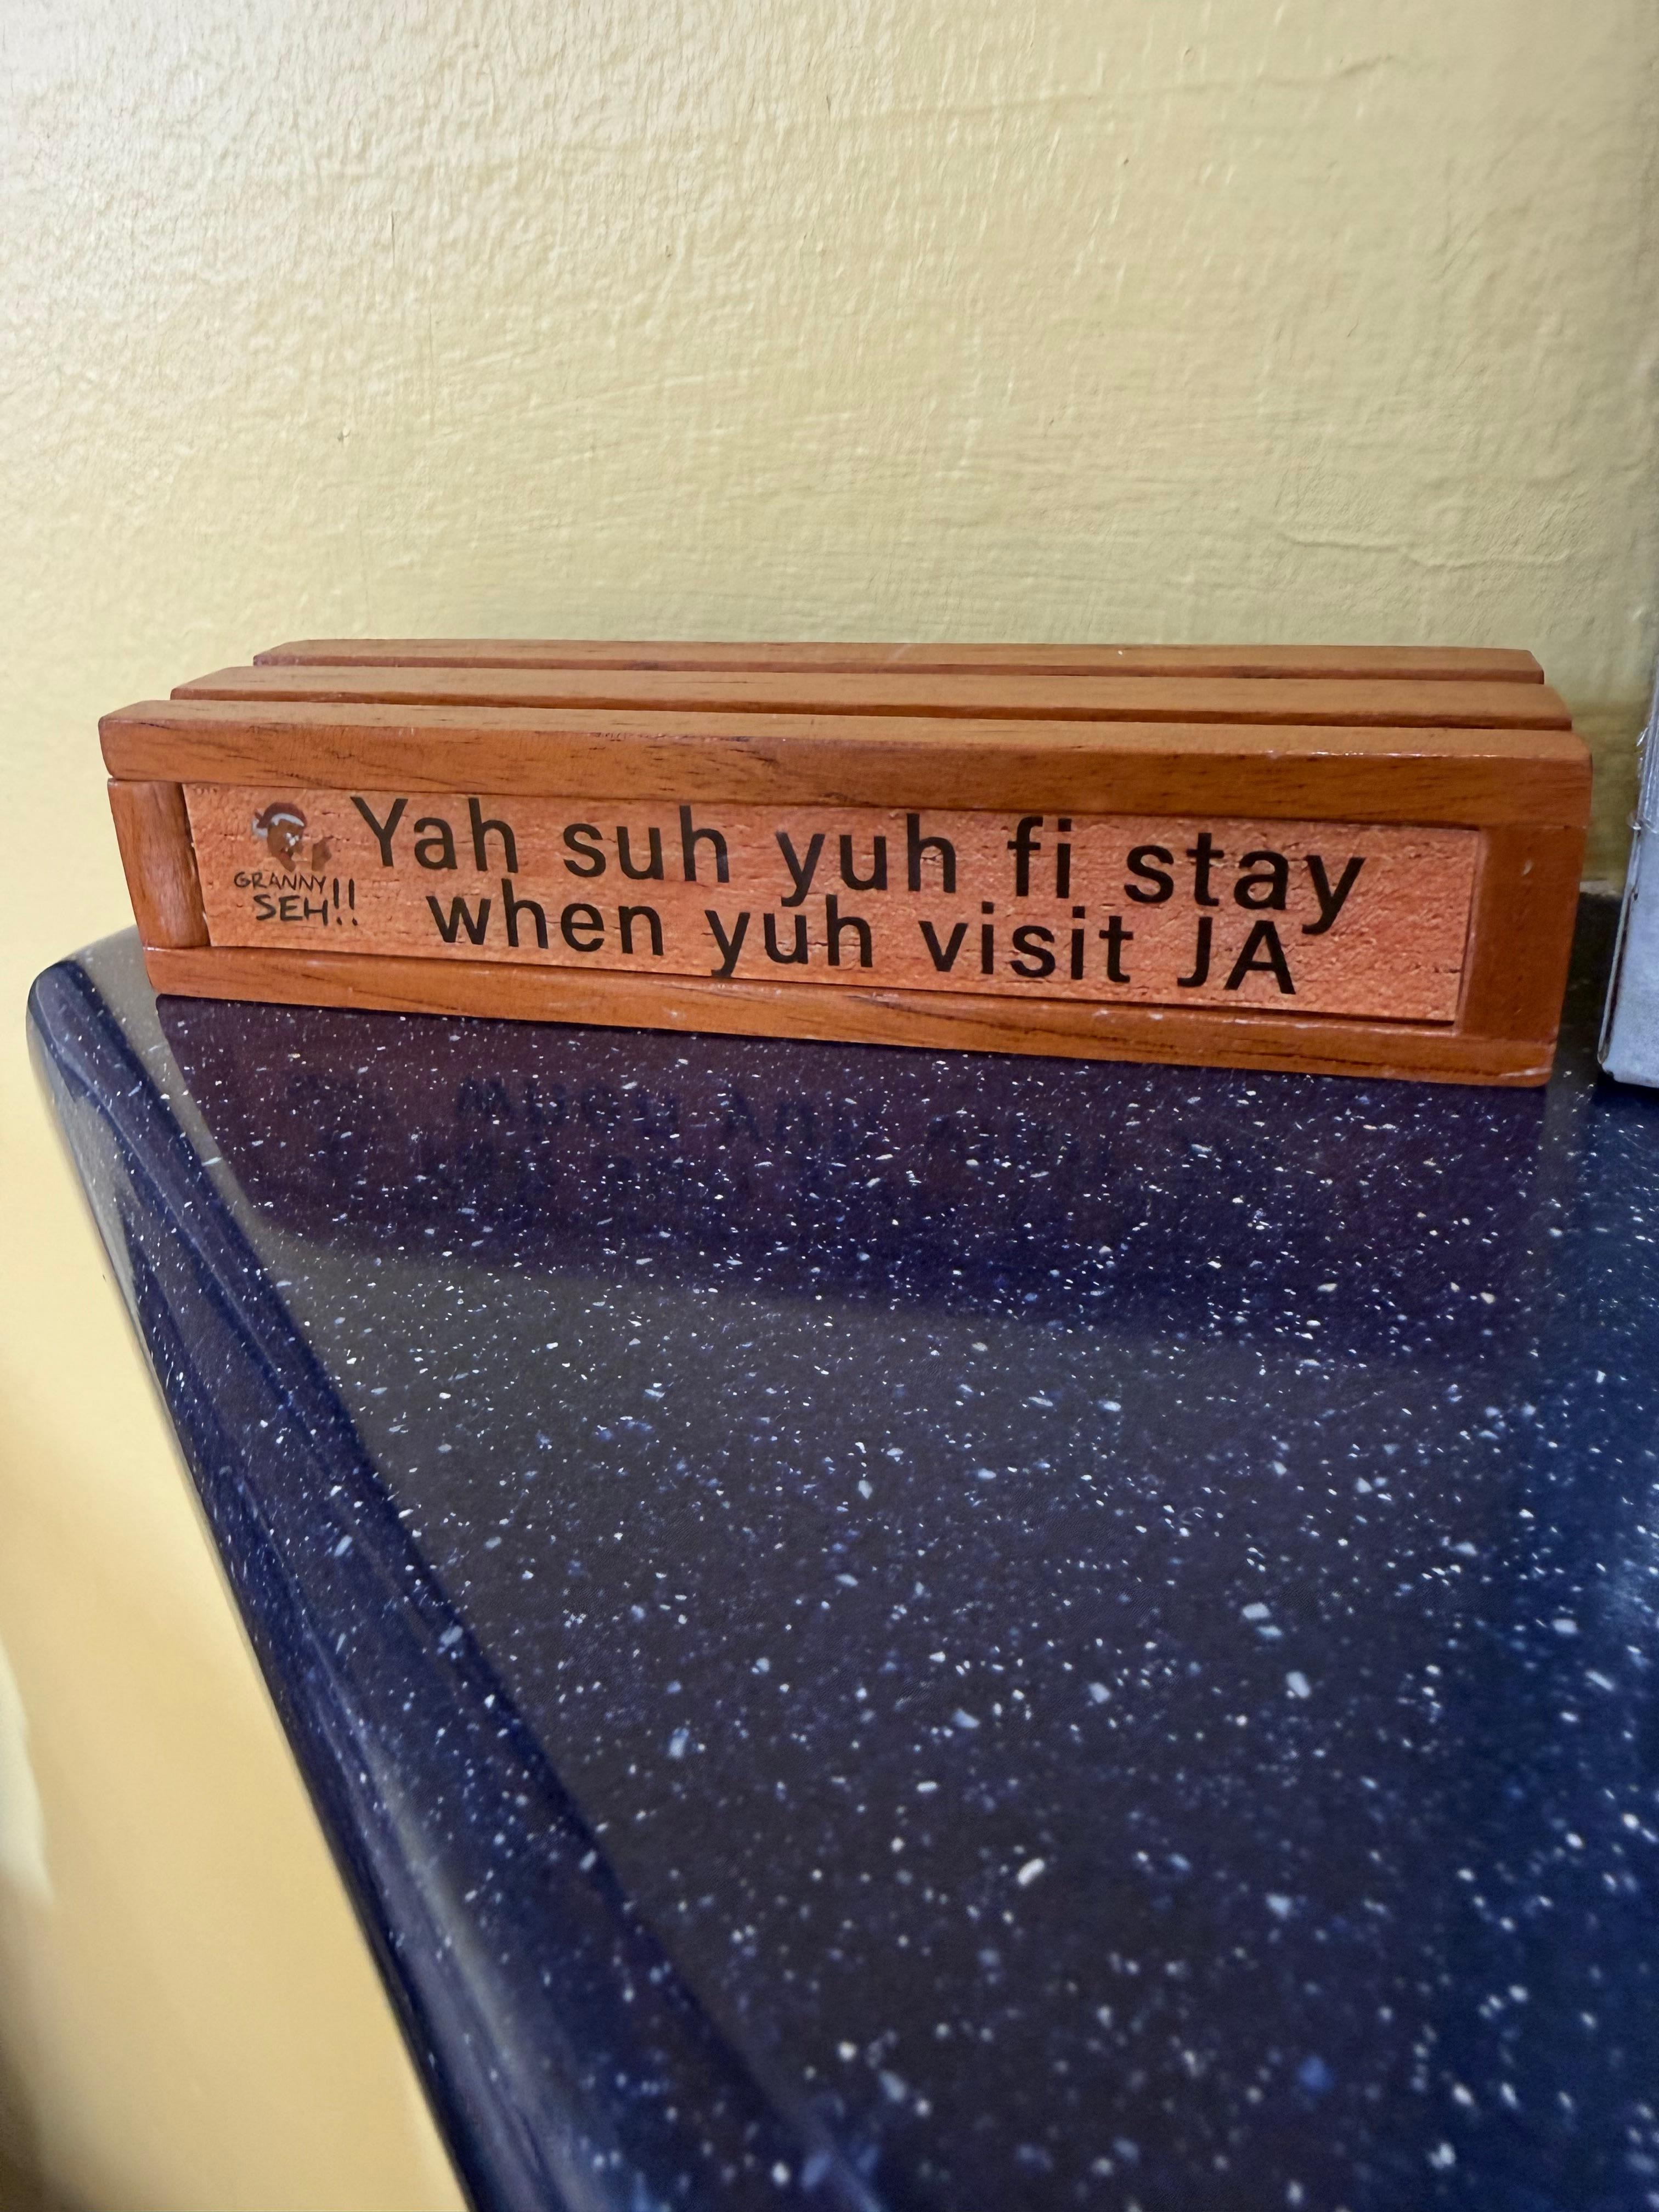 GRANNY
SEH!!
Yah suh yuh fi stay
when yuh visit JA